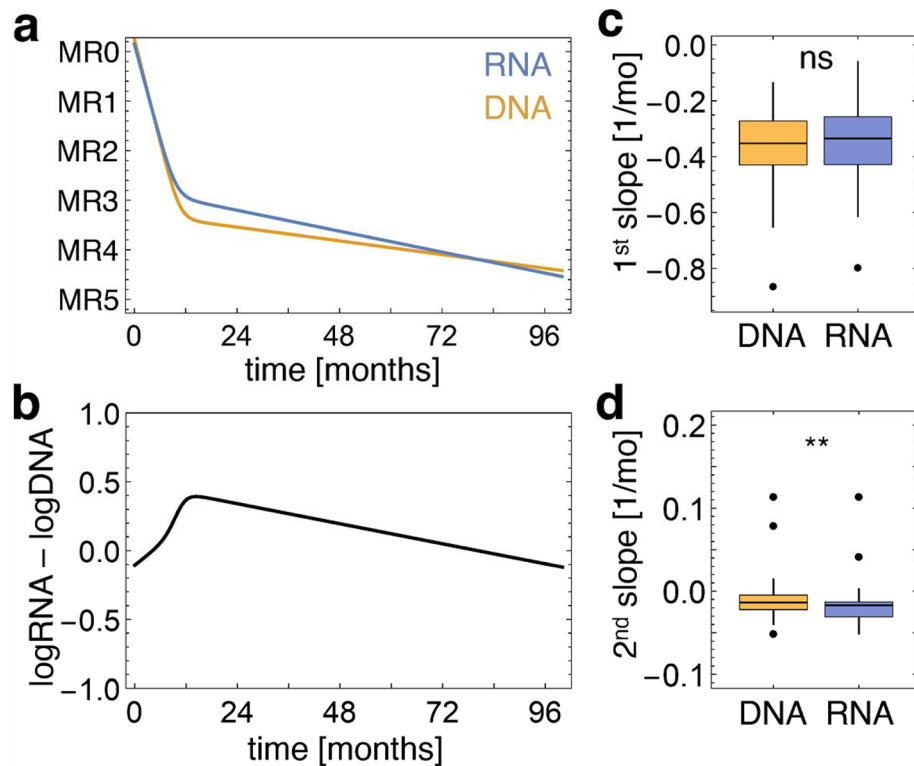 a
MR0
MR1
MR2
MR3
MR4
MR5
RNA
DNA
0 24 48 72 96
time [months]
b
logRNA – logDNA
1.0
0.5
0.0
−0.5
−1.0
0 24 48 72 96
time [months]
c
1st slope [1/mo]
0.0
−0.2
−0.4
−0.6
−0.8
ns
DNA RNA
d
2nd slope [1/mo]
0.2
0.1
0.0
−0.1
**
DNA RNA